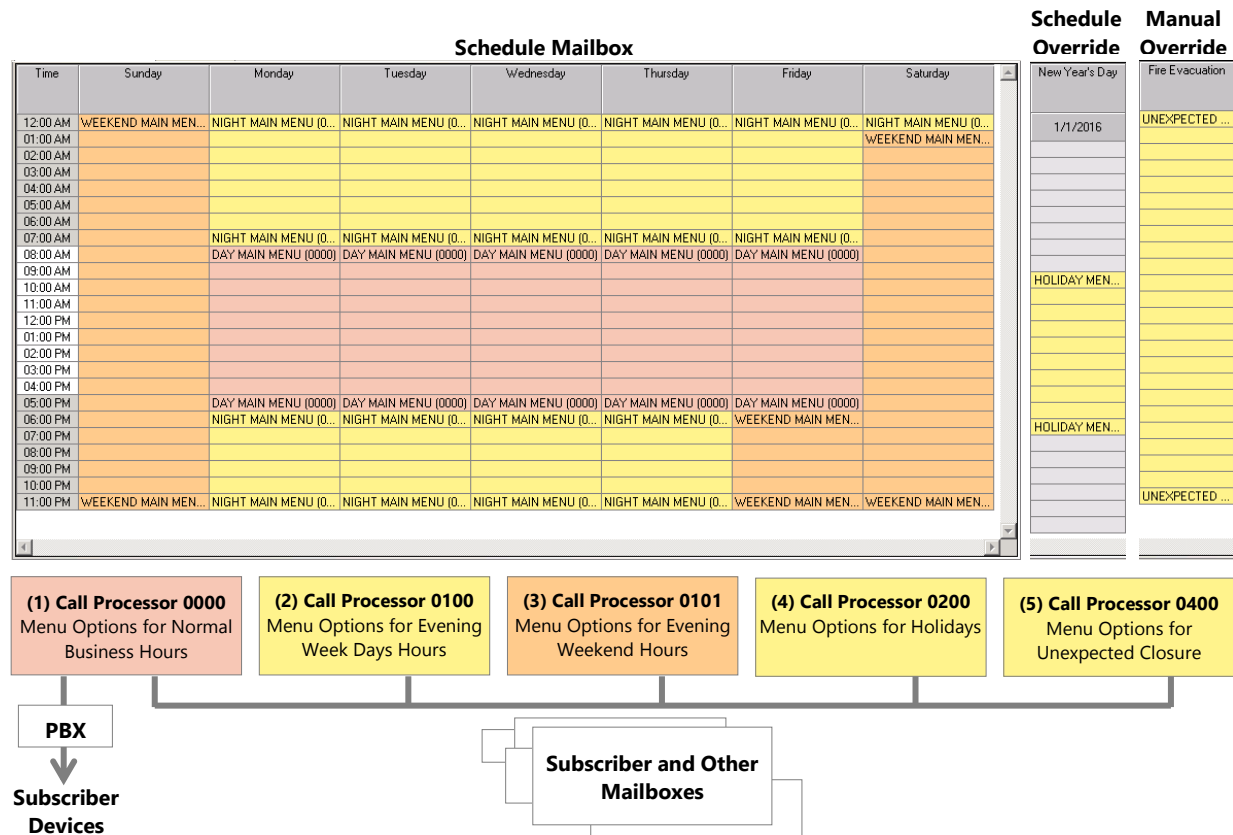 Schedule Mailbox
Schedule Override
Manual Override
Time Sunday Monday Tuesday Wednesday Thursday Friday Saturday
New Year's Day
1/1/2016
Fire Evacuation
12:00 AM WEEKEND MAIN MEN... NIGHT MAIN MENU (0... NIGHT MAIN MENU (0... NIGHT MAIN MENU (0... NIGHT MAIN MENU (0... NIGHT MAIN MENU (0... NIGHT MAIN MENU (0... UNEXPECTED ...
01:00 AM WEEKEND MAIN MEN...
02:00 AM
03:00 AM
04:00 AM
05:00 AM
06:00 AM
07:00 AM NIGHT MAIN MENU (0... NIGHT MAIN MENU (0... NIGHT MAIN MENU (0... NIGHT MAIN MENU (0... NIGHT MAIN MENU (0...
08:00 AM DAY MAIN MENU (0000) DAY MAIN MENU (0000) DAY MAIN MENU (0000) DAY MAIN MENU (0000) DAY MAIN MENU (0000)
09:00 AM
10:00 AM HOLIDAY MEN...
11:00 AM
12:00 PM
01:00 PM
02:00 PM
03:00 PM
04:00 PM
05:00 PM DAY MAIN MENU (0000) DAY MAIN MENU (0000) DAY MAIN MENU (0000) DAY MAIN MENU (0000) DAY MAIN MENU (0000)
06:00 PM NIGHT MAIN MENU (0... NIGHT MAIN MENU (0... NIGHT MAIN MENU (0... NIGHT MAIN MENU (0... WEEKEND MAIN MEN...
07:00 PM HOLIDAY MEN...
08:00 PM
09:00 PM
10:00 PM
11:00 PM WEEKEND MAIN MEN... NIGHT MAIN MENU (0... NIGHT MAIN MENU (0... NIGHT MAIN MENU (0... NIGHT MAIN MENU (0... WEEKEND MAIN MEN... WEEKEND MAIN MEN... UNEXPECTED ...
(1) Call Processor 0000
Menu Options for Normal
Business Hours
(2) Call Processor 0100
Menu Options for Evening
Week Days Hours
(3) Call Processor 0101
Menu Options for Evening
Weekend Hours
(4) Call Processor 0200
Menu Options for Holidays
(5) Call Processor 0400
Menu Options for
Unexpected Closure
PBX
Subscriber
Devices
Subscriber and Other
Mailboxes